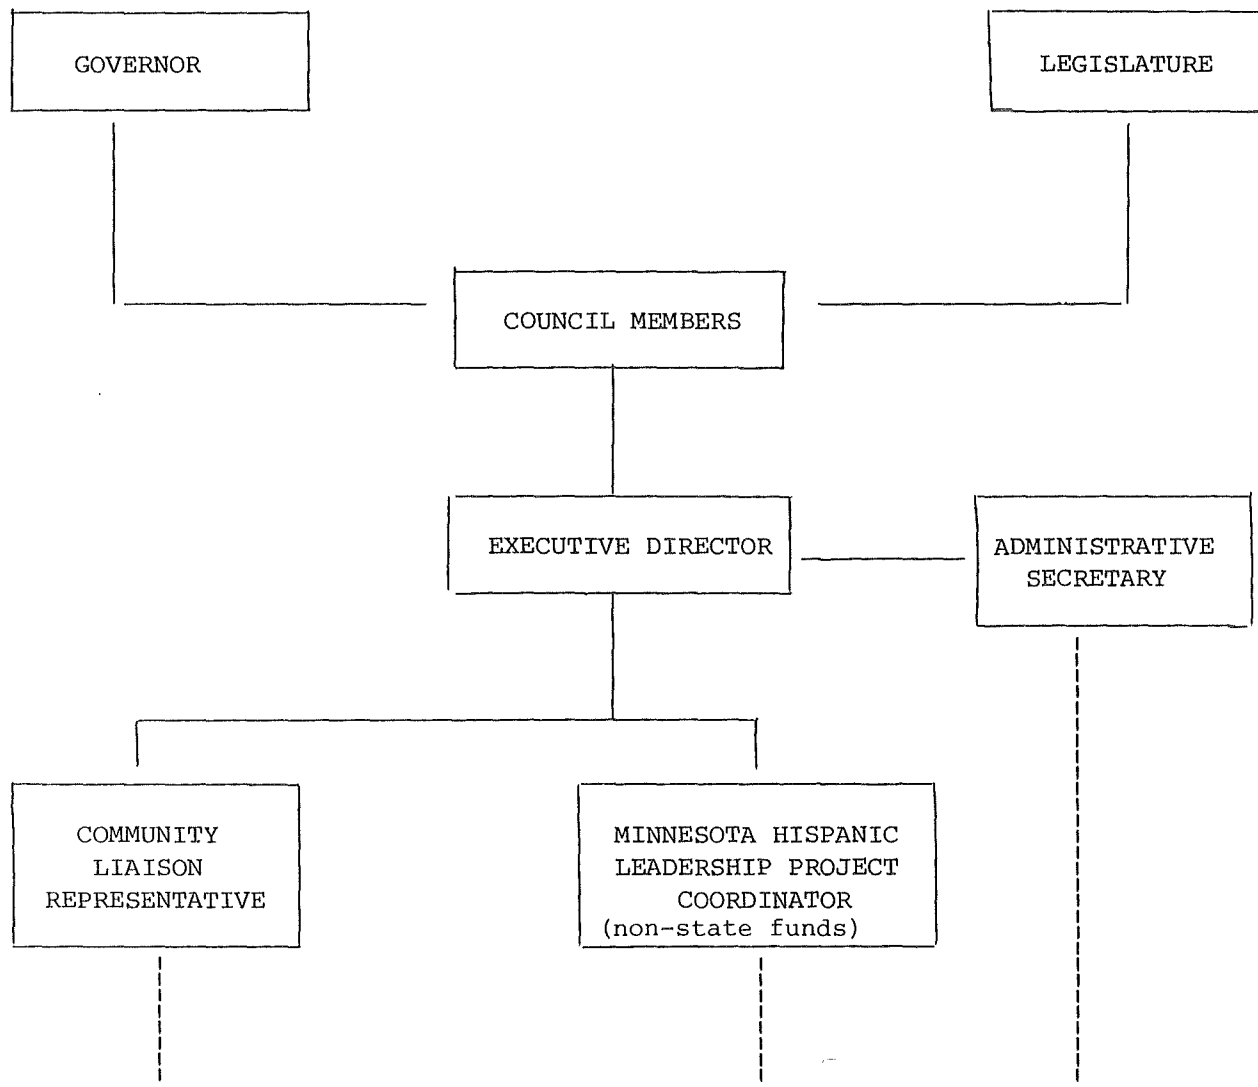 GOVERNOR
LEGISLATURE
COUNCIL MEMBERS
EXECUTIVE DIRECTOR
ADMINISTRATIVE
SECRETARY
COMMUNITY
LIAISON
REPRESENTATIVE
MINNESOTA HISPANIC
LEADERSHIP PROJECT
COORDINATOR
(non-state funds)